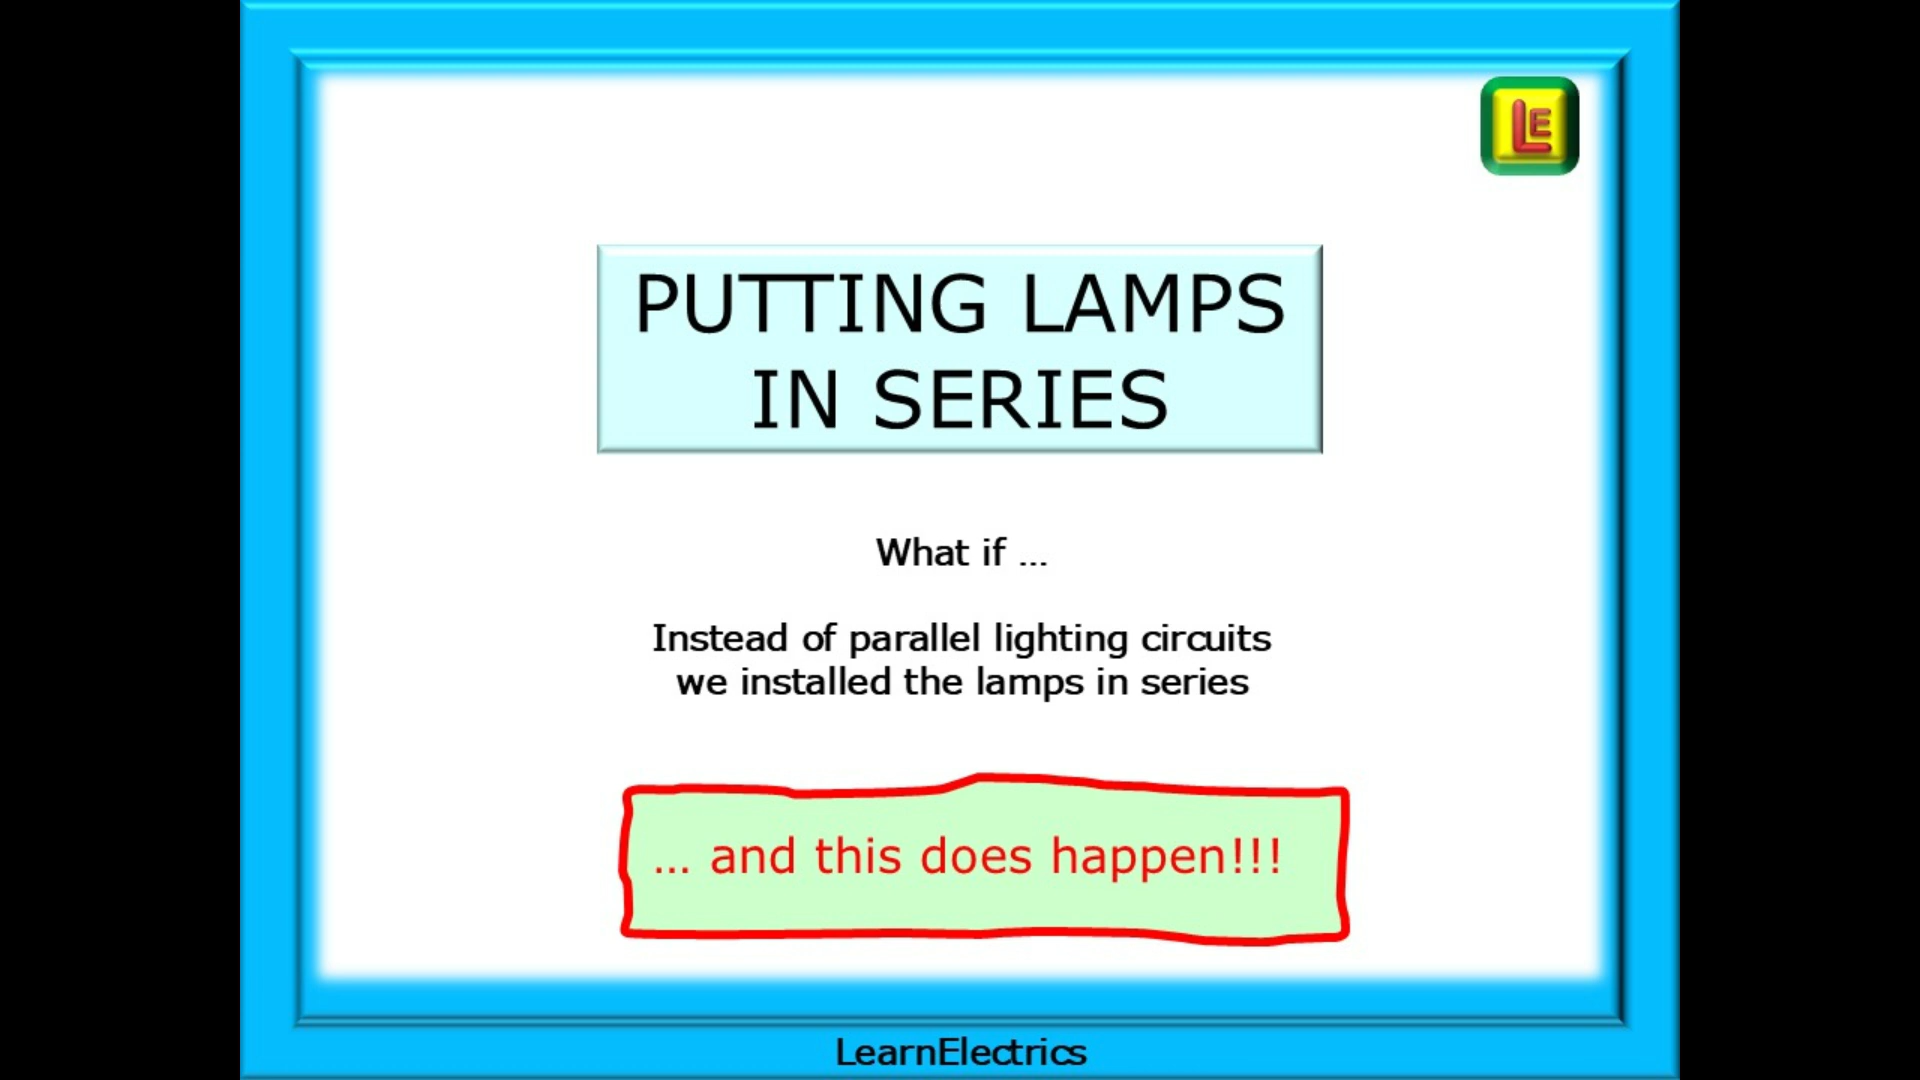 LE
PUTTING LAMPS
IN SERIES
What if ...
Instead of parallel lighting circuits
we installed the lamps in series
... and this does happen!!!
LearnElectrics